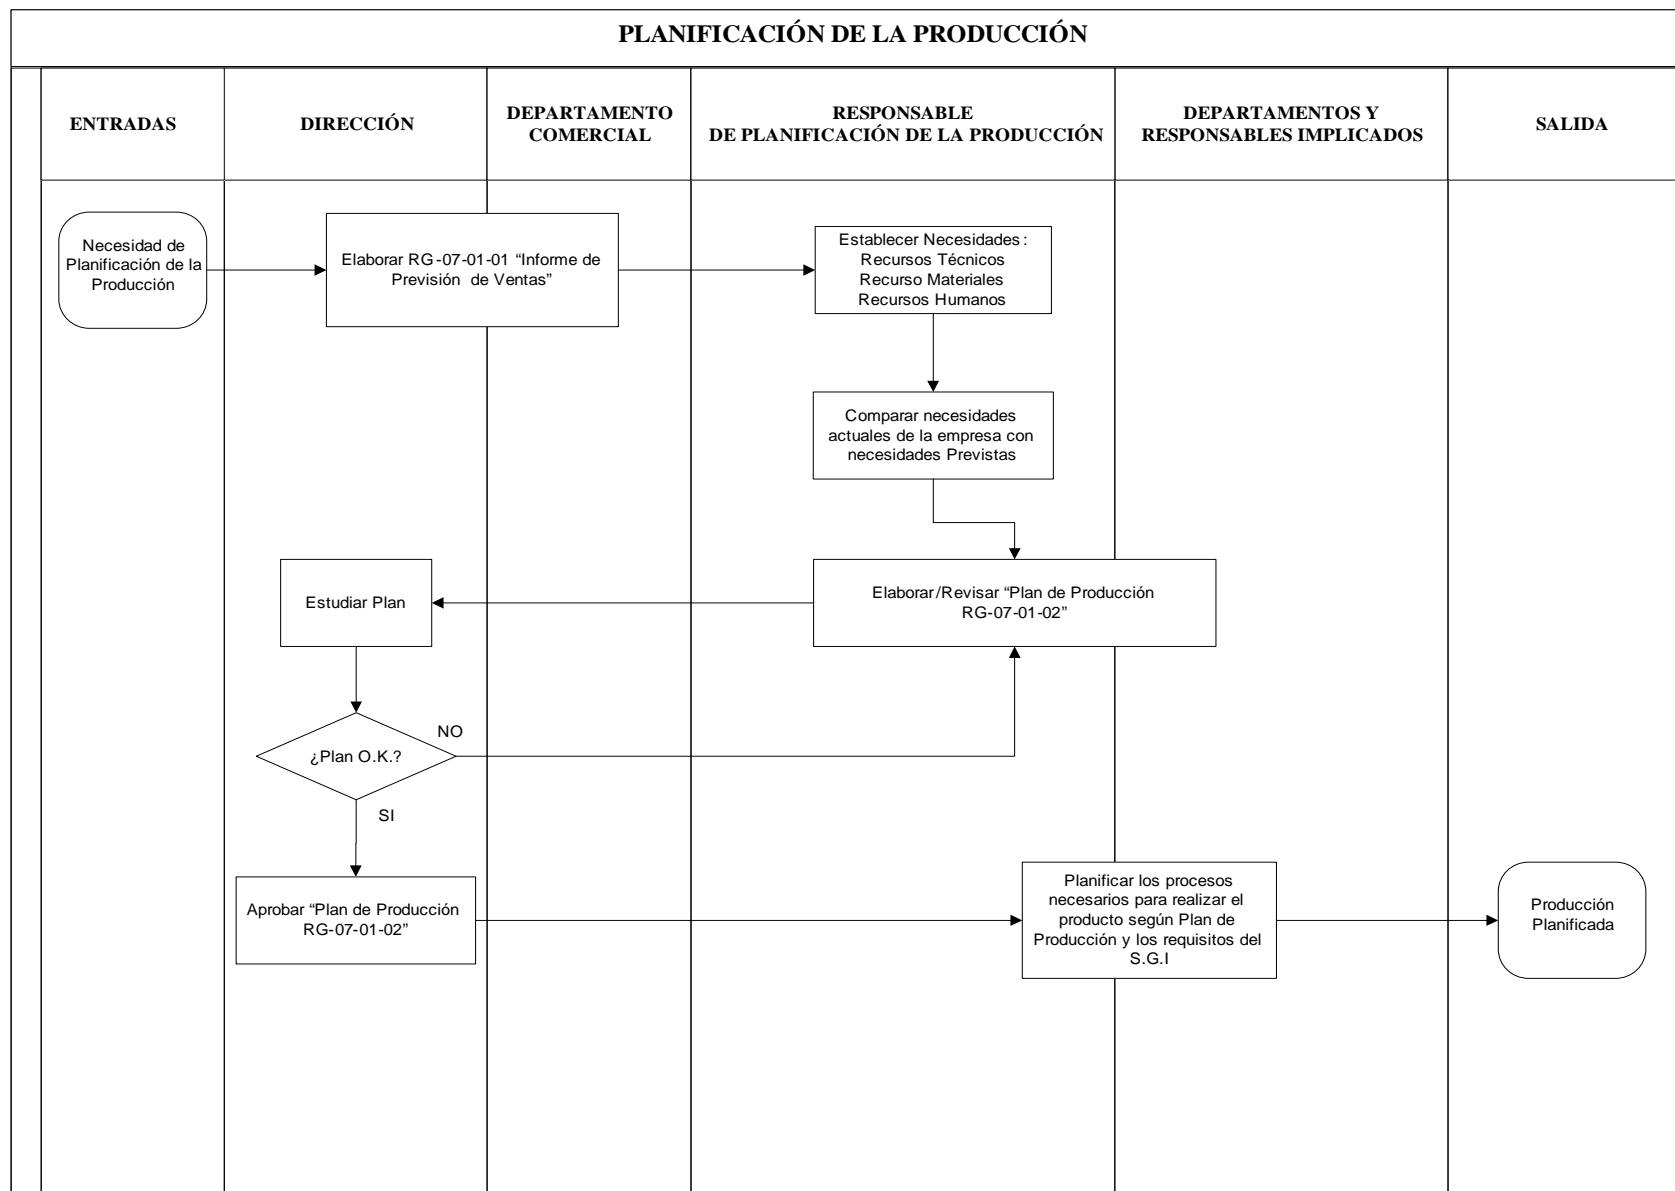 PLANIFICACIÓN DE LA PRODUCCIÓN
ENTRADAS
DIRECCIÓN
DEPARTAMENTO
COMERCIAL
RESPONSABLE
DE PLANIFICACIÓN DE LA PRODUCCIÓN
DEPARTAMENTOS Y
RESPONSABLES IMPLICADOS
SALIDA
Necesidad de
Planificación de la
Producción
Elaborar RG-07-01-01 “Informe de
Previsión de Ventas”
Establecer Necesidades:
Recursos Técnicos
Recurso Materiales
Recursos Humanos
Comparar necesidades
actuales de la empresa con
necesidades Previstas
Estudiar Plan
Elaborar/Revisar “Plan de Producción
RG-07-01-02”
¿Plan O.K.?
NO
SI
Aprobar “Plan de Producción
RG-07-01-02”
Planificar los procesos
necesarios para realizar el
producto según Plan de
Producción y los requisitos del
S.G.I
Producción
Planificada